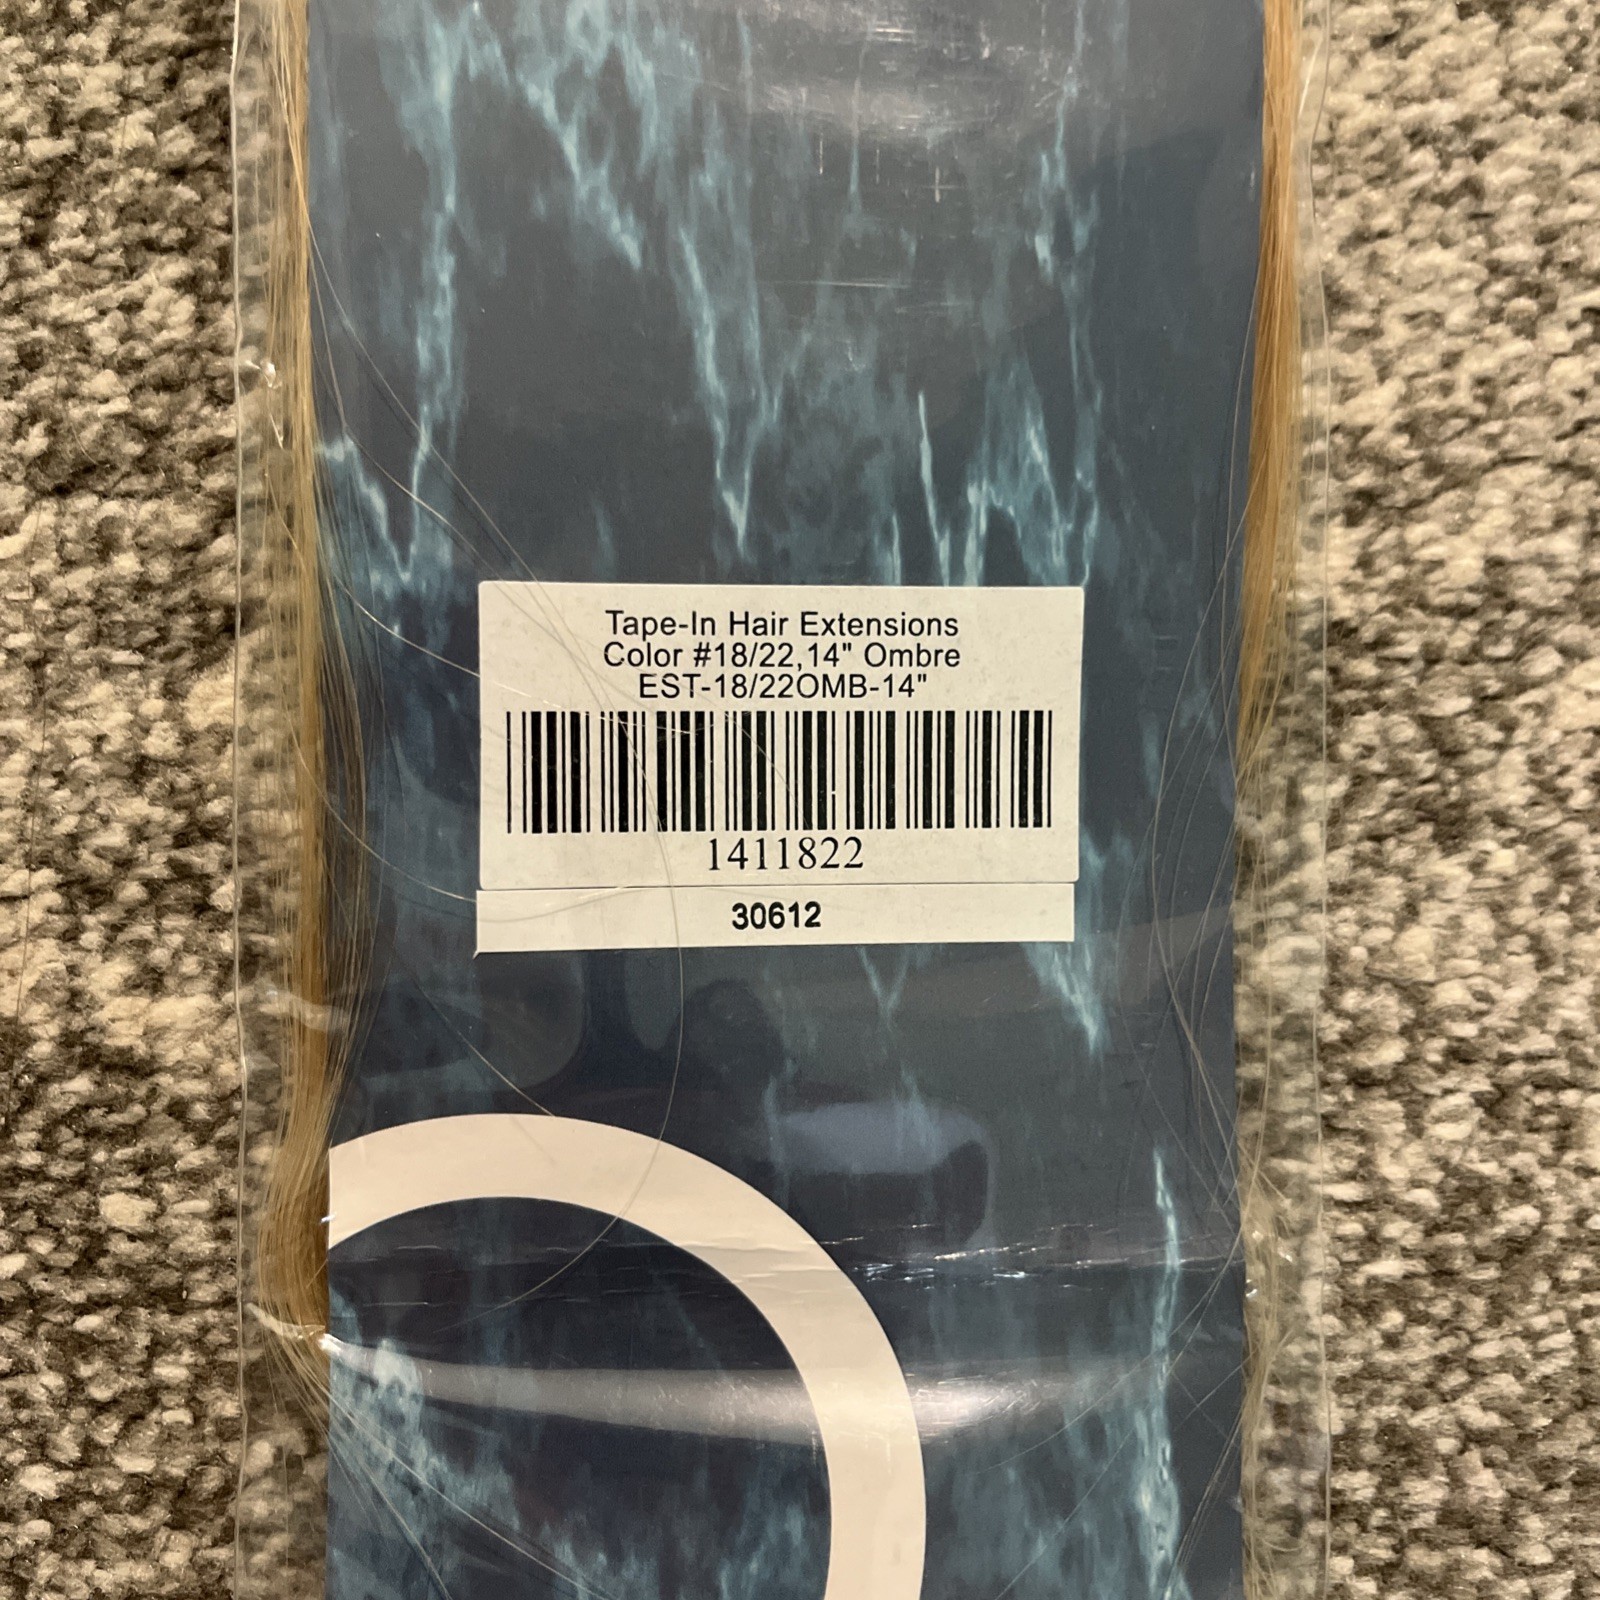 Tape-In Hair Extensions
Color #18/22,14" Ombre
EST-18/22OMB-14"
1411822
30612